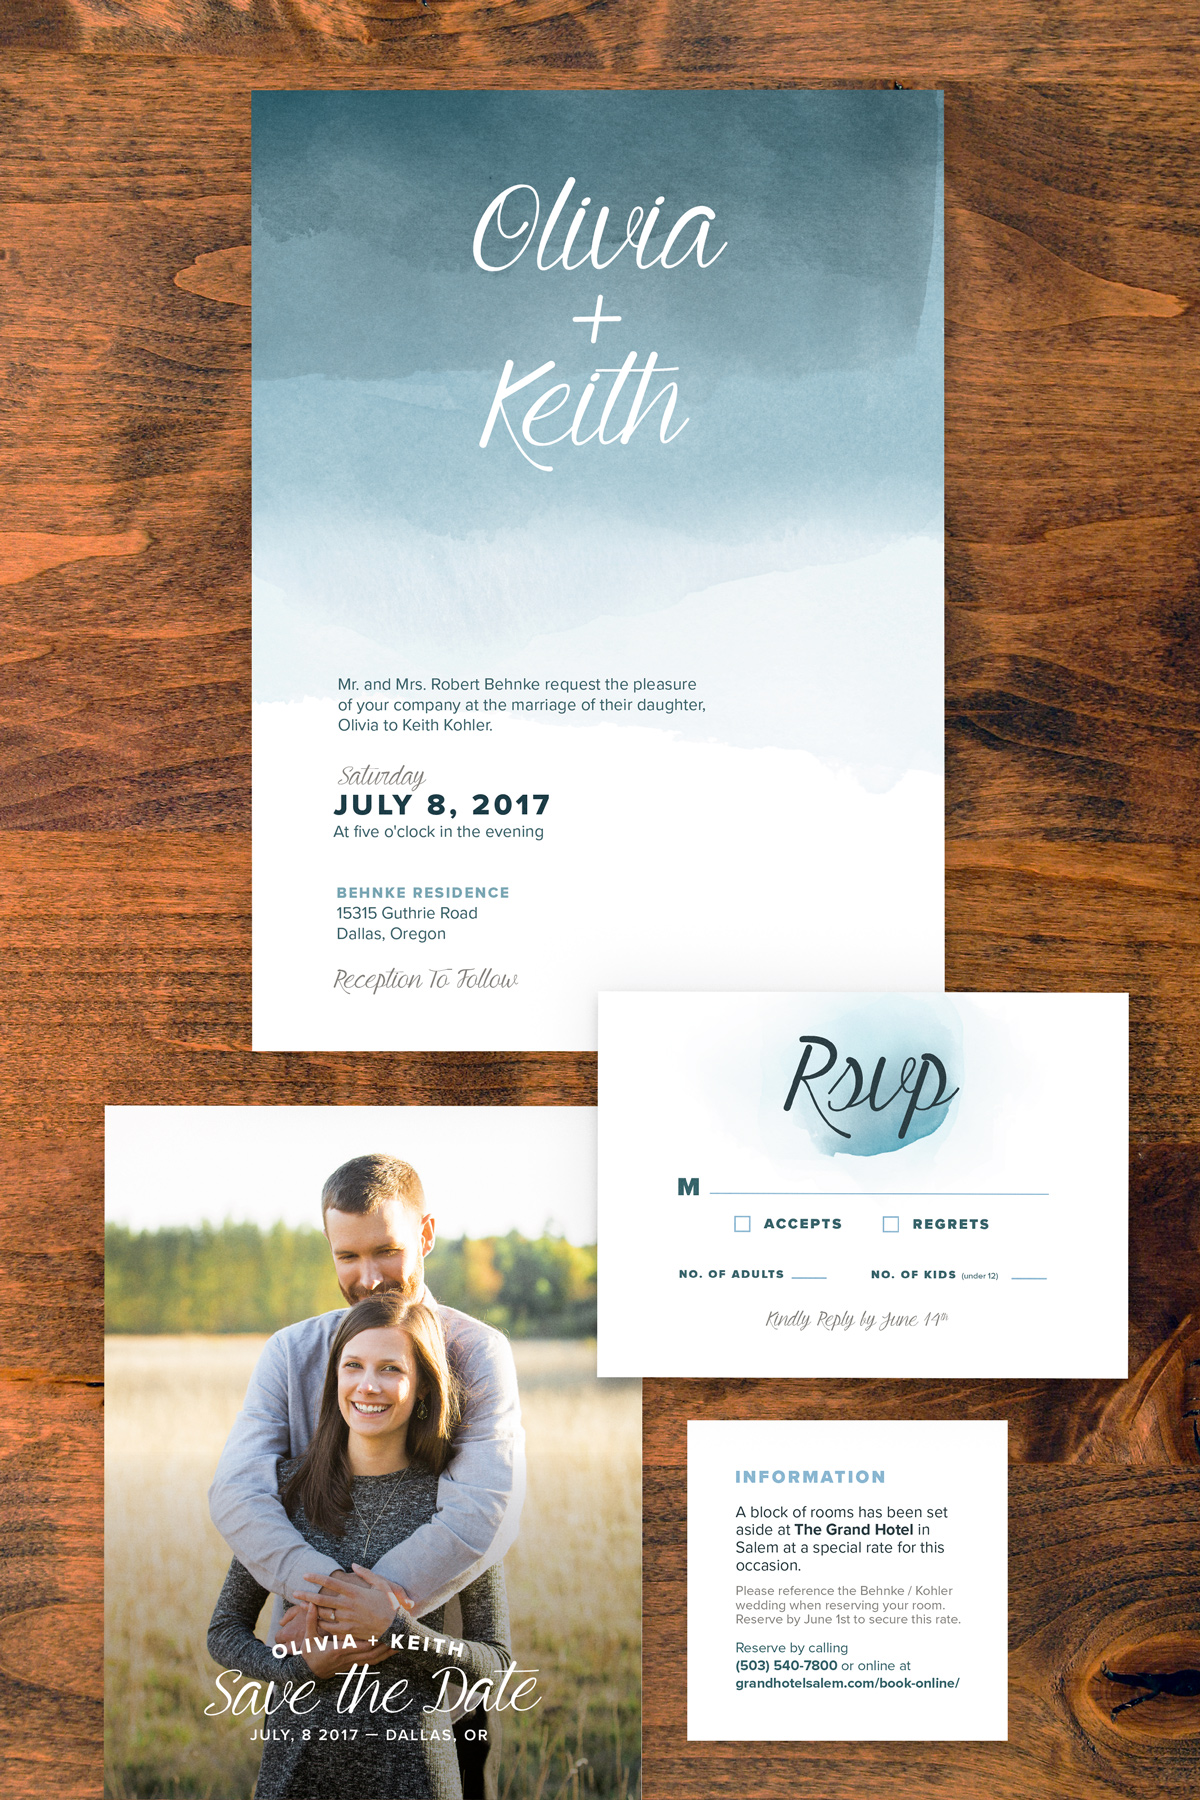 Olivia
+
Keith
Mr. and Mrs. Robert Behnke request the pleasure
of your company at the marriage of their daughter,
Olivia to Keith Kohler.
Saturday
JULY 8, 2017
At five o'clock in the evening
BEHNKE RESIDENCE
15315 Guthrie Road
Dallas, Oregon
Reception To Follow
Rsvp
M
ACCEPTS REGRETS
NO. OF ADULTS NO. OF KIDS (under 12)
Kindly Reply by June 14th
OLIVIA + KEITH
Save the Date
JULY, 8 2017 — DALLAS, OR
INFORMATION
A block of rooms has been set
aside at The Grand Hotel in
Salem at a special rate for this
occasion.
Please reference the Behnke / Kohler
wedding when reserving your room.
Reserve by June 1st to secure this rate.
Reserve by calling
(503) 540-7800 or online at
grandhotelsalem.com/book-online/